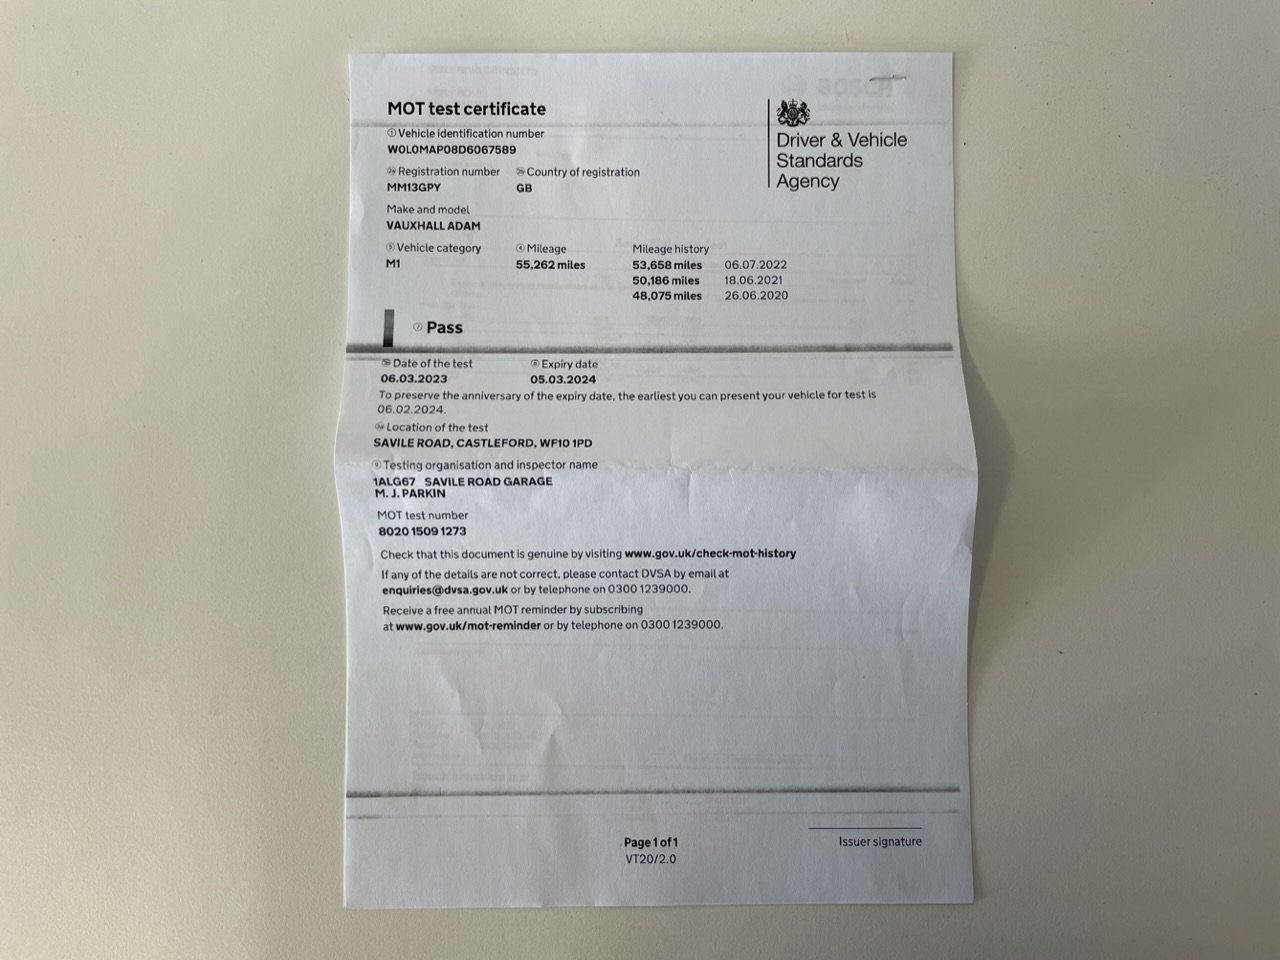 MOT test certificate
① Vehicle identification number
W0L0MAP08D6067589
Registration number
Country of registration
MM13GPY
GB
Make and model
VAUXHALL ADAM
③ Vehicle category
④ Mileage
Mileage history
M1
55,262 miles
53,658 miles 06.07.2022
50,186 miles 18.06.2021
48,075 miles 26.06.2020
⑦ Pass
Date of the test
⑧ Expiry date
06.03.2023
05.03.2024
To preserve the anniversary of the expiry date, the earliest you can present your vehicle for test is
06.02.2024.
Location of the test
SAVILE ROAD, CASTLEFORD, WF10 1PD
⑨ Testing organisation and inspector name
1ALG67 SAVILE ROAD GARAGE
M. J. PARKIN
MOT test number
8020 1509 1273
Check that this document is genuine by visiting www.gov.uk/check-mot-history
If any of the details are not correct, please contact DVSA by email at
enquiries@dvsa.gov.uk or by telephone on 0300 1239000.
Receive a free annual MOT reminder by subscribing
at www.gov.uk/mot-reminder or by telephone on 0300 1239000.
Driver & Vehicle
Standards
Agency
Page 1 of 1
VT20/2.0
Issuer signature